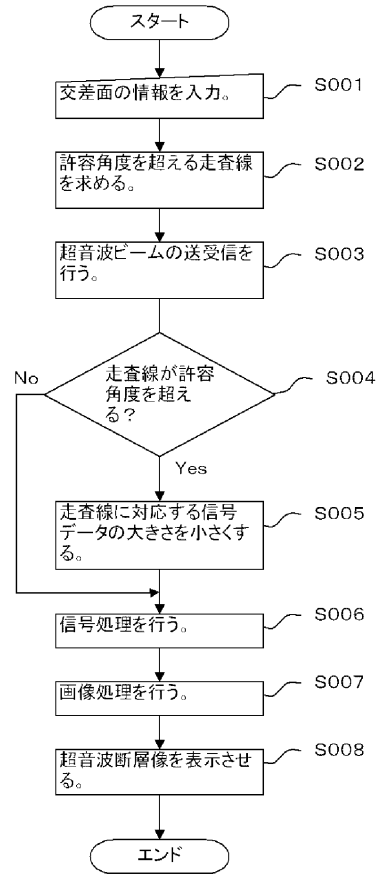 スタート
交差面の情報を入力。
S001
許容角度を超える走査線
を求める。
S002
超音波ビームの送受信を
行う。
S003
走査線が許容
角度を超え
る?
S004
No
Yes
走査線に対応する信号
データの大きさを小さくす
る。
S005
信号処理を行う。
S006
画像処理を行う。
S007
超音波断層像を表示させ
る。
S008
エンド